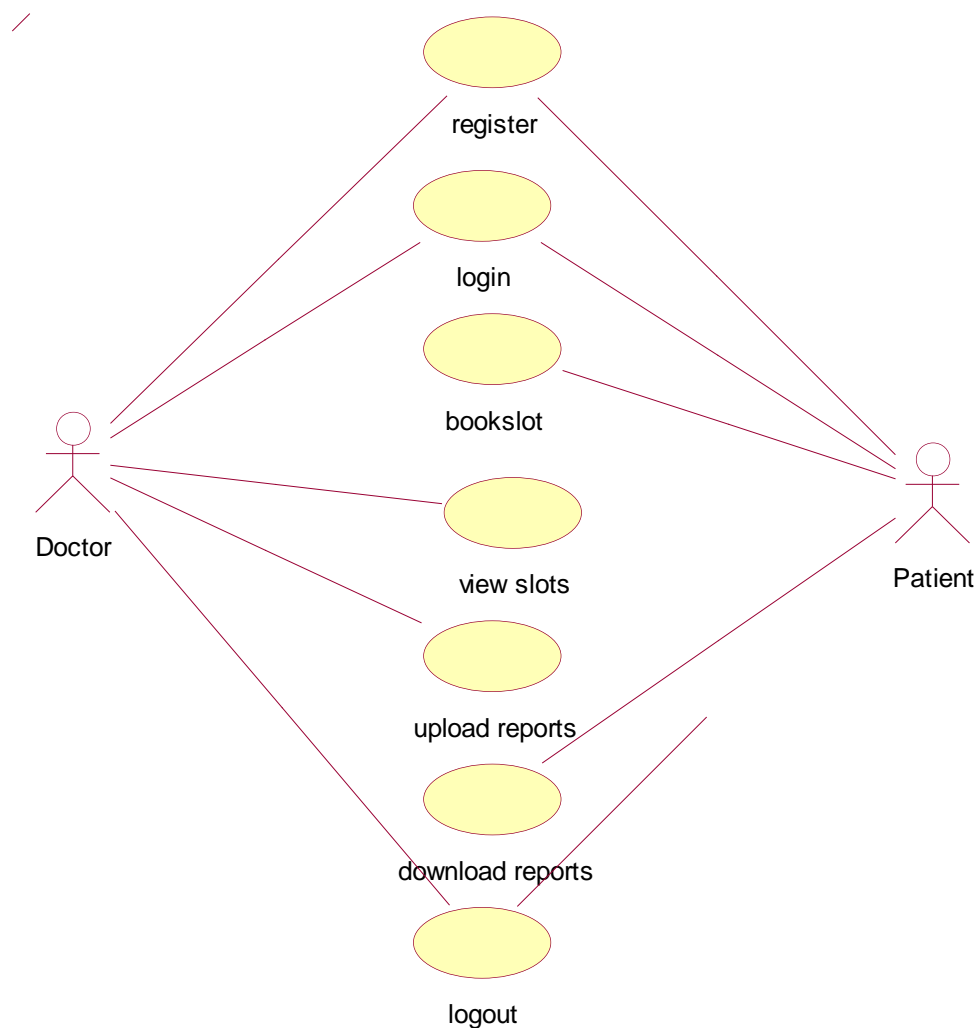 register
login
bookslot
Doctor
view slots
Patient
upload reports
download reports
logout